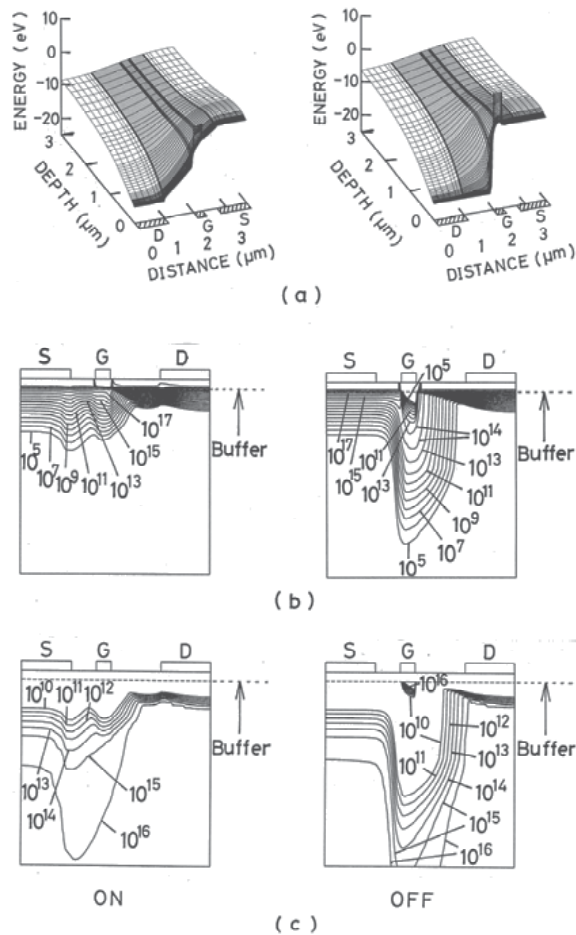 10
0
-10
-20
3
2
1
0
ENERGY (eV)
DEPTH (μm)
D G S
0 1 2 3
DISTANCE (μm)
10
0
-10
-20
3
2
1
0
ENERGY (eV)
DEPTH (μm)
D G S
0 1 2 3
DISTANCE (μm)
(a)
S G D
10^17
10^15
10^5 10^7 10^9 10^11 10^13
Buffer
S G D
10^5
10^17
10^15
10^11
10^13
10^14
10^13
10^11
10^9
10^7
10^5
Buffer
(b)
S G D
10^10 10^11 10^12
10^13
10^14
10^15
10^16
Buffer
S G D
10^16
10^10
10^11
10^12
10^13
10^14
10^15
10^16
Buffer
ON OFF
(c)